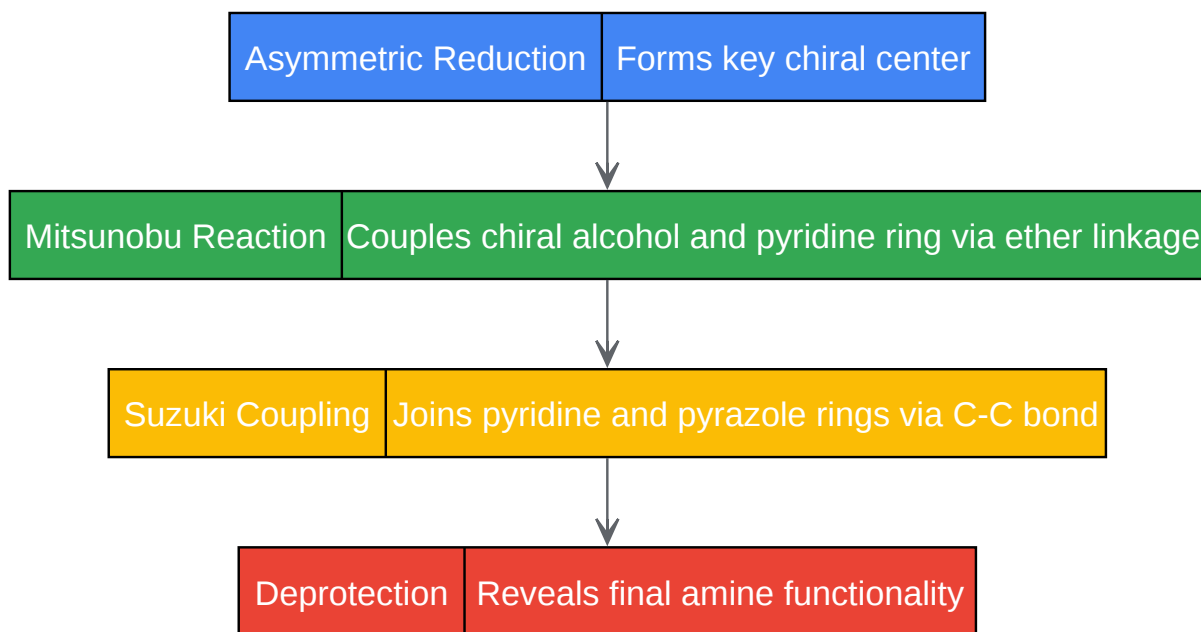 Asymmetric Reduction Forms key chiral center
Mitsunobu Reaction Couples chiral alcohol and pyridine ring via ether linkage
Suzuki Coupling Joins pyridine and pyrazole rings via C-C bond
Deprotection Reveals final amine functionality